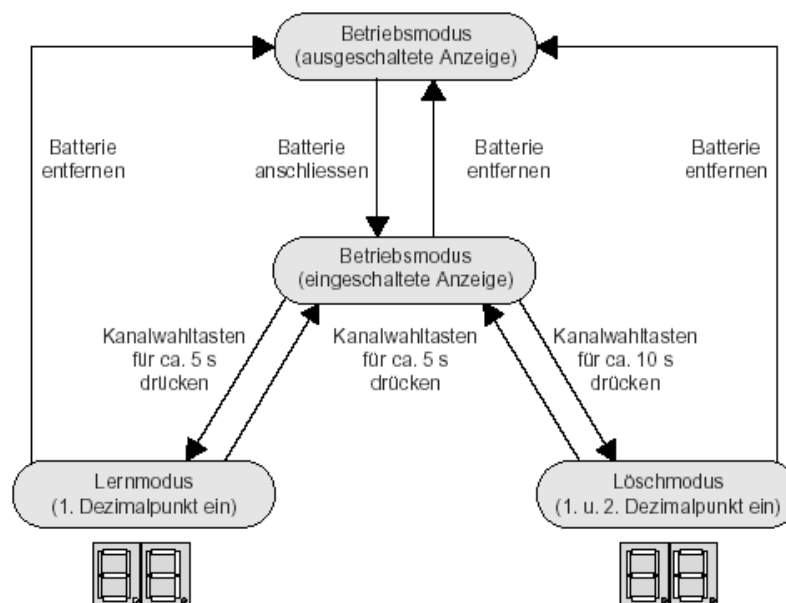 Betriebsmodus
(ausgeschaltete Anzeige)
Batterie
entfernen
Batterie
anschliessen
Batterie
entfernen
Batterie
entfernen
Betriebsmodus
(eingeschaltete Anzeige)
Kanalwahltasten
für ca. 5 s
drücken
Kanalwahltasten
für ca. 5 s
drücken
Kanalwahltasten
für ca. 10 s
drücken
Lernmodus
(1. Dezimalpunkt ein)
Löschmodus
(1. u. 2. Dezimalpunkt ein)